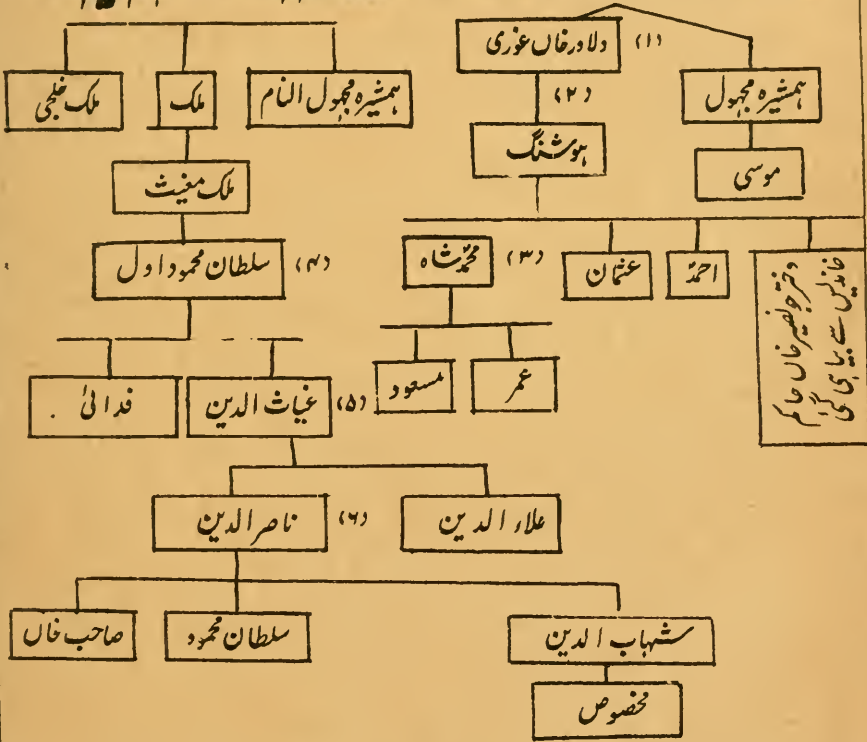 (۱) دلاور خاں غوری
ہمشیرہ مجہول
ہمشیرہ مجہول النام
ملک
ملک خلجی
(۲)
ہوشنگ
موسی
ملک مغیث
دختر جو نصیر خاں حاکم
خاندیس سے بیاہی گئی
احمدؐ
عثمان
(۳) محمدؐ شاہ
(۴) سلطان محمود اول
عمر
مسعود
(۵) غیاث الدین
فدائی
علاء الدین
(۶) ناصر الدین
شہاب الدین
سلطان محمود
صاحب خاں
مخصوص